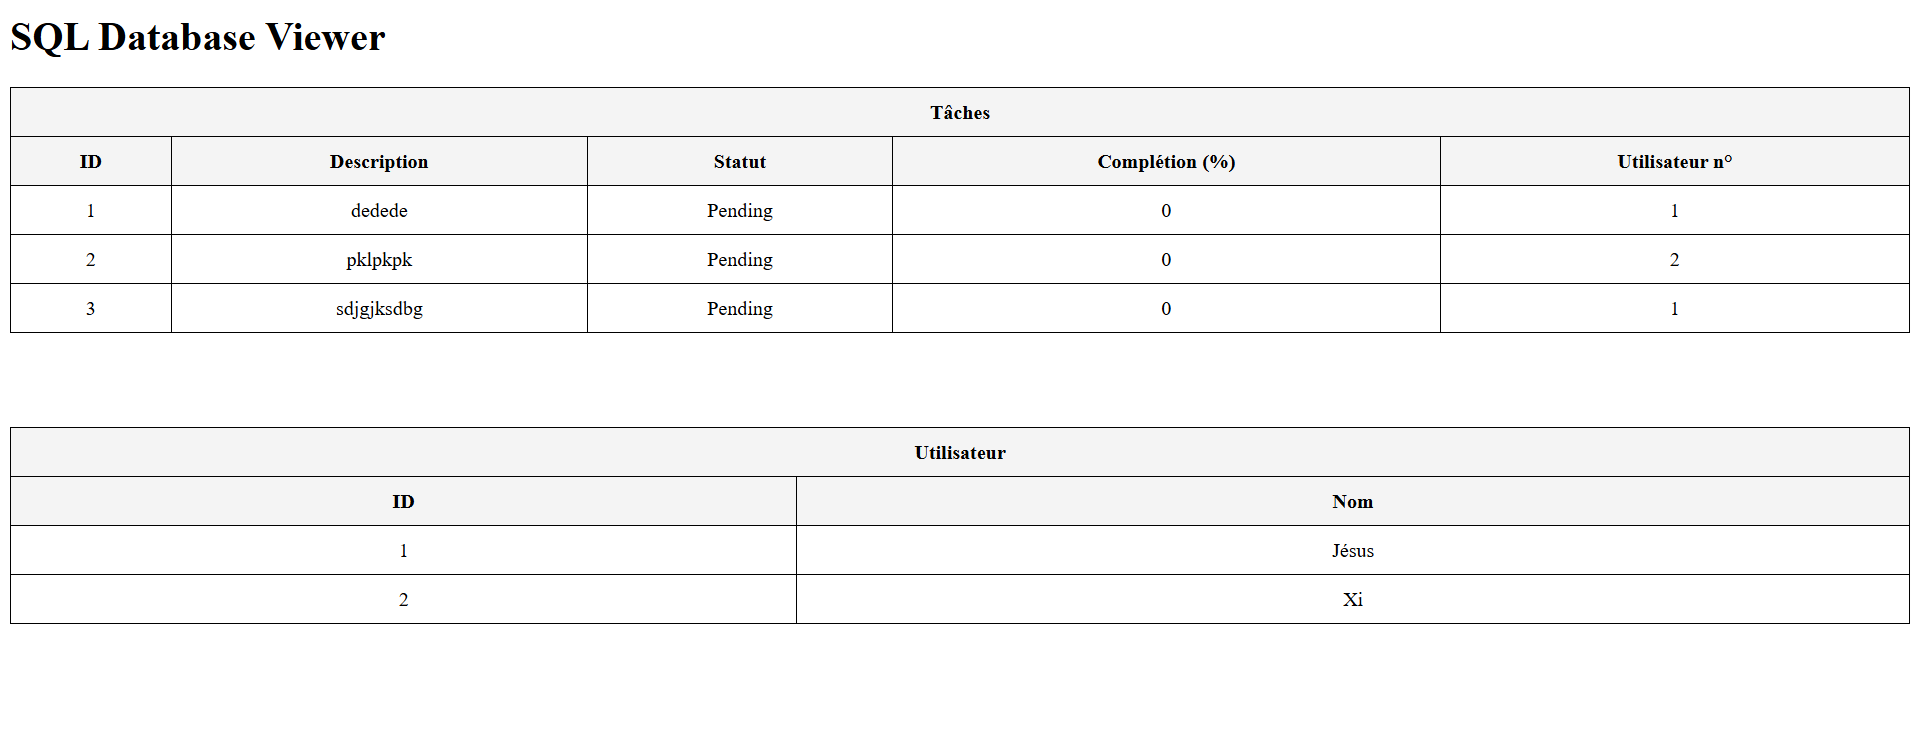 SQL Database Viewer
Tâches
ID Description Statut Complétion (%) Utilisateur n°
1 dedede Pending 0 1
2 pklpkpk Pending 0 2
3 sdjgjksdbg Pending 0 1
Utilisateur
ID Nom
1 Jésus
2 Xi